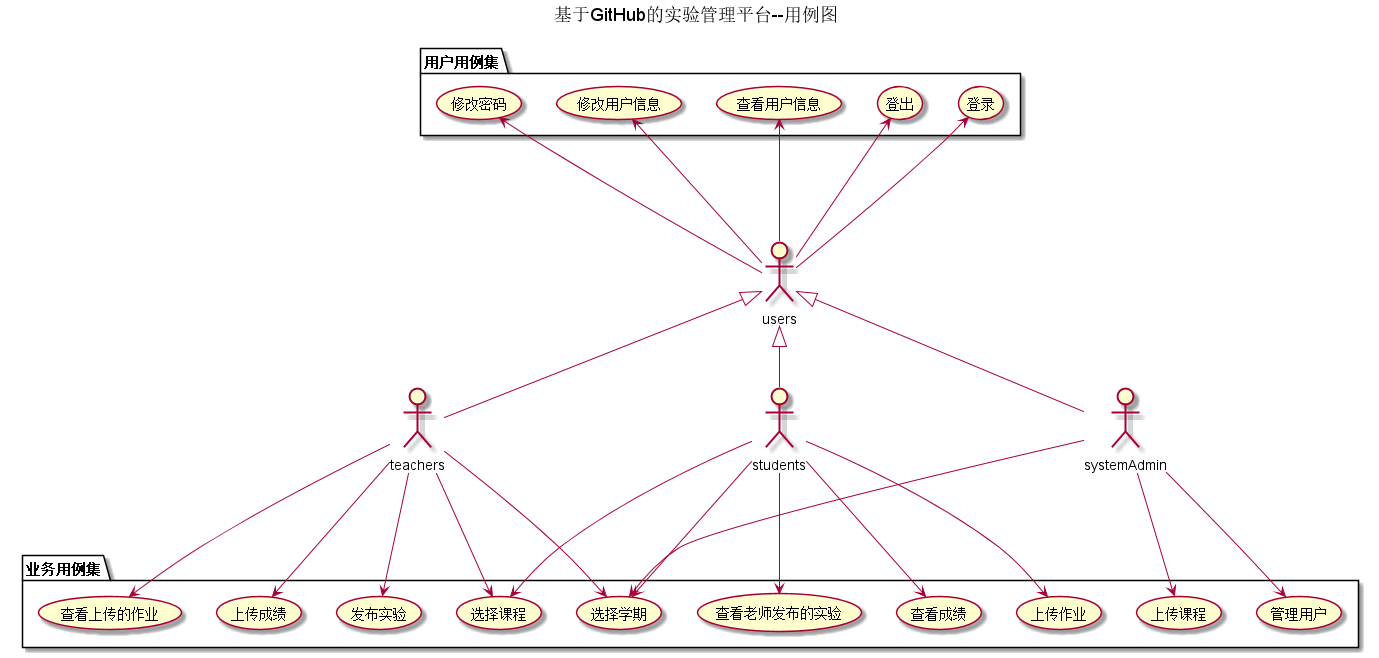 基于GitHub的实验管理平台--用例图
用户用例集
修改密码
修改用户信息
查看用户信息
登出
登录
users
teachers
students
systemAdmin
业务用例集
查看上传的作业
上传成绩
发布实验
选择课程
选择学期
查看老师发布的实验
查看成绩
上传作业
上传课程
管理用户